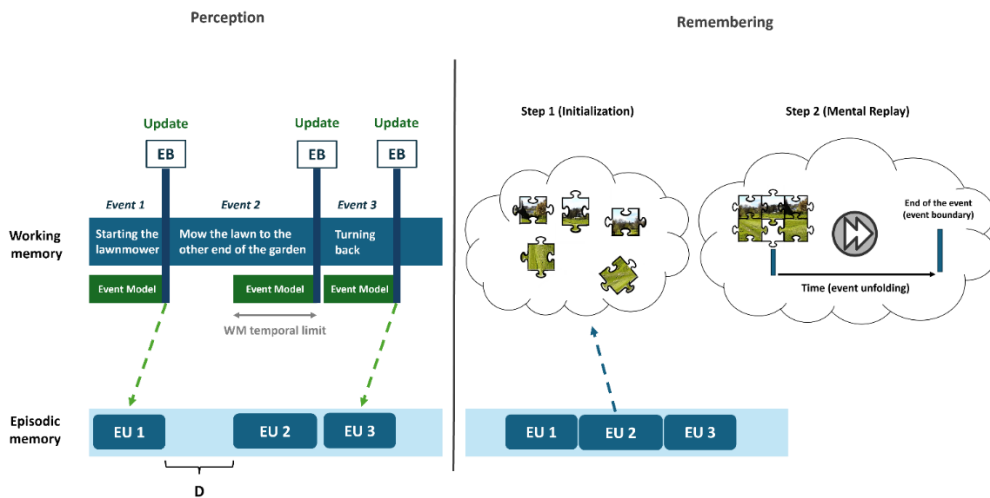 Perception
Update
Update
Update
EB
EB
EB
Event 1
Event 2
Event 3
Working
memory
Starting the
lawnmower
Mow the lawn to the
other end of the garden
Turning
back
Event Model
Event Model
Event Model
WM temporal limit
Episodic
memory
EU 1
EU 2
EU 3
D
Remembering
Step 1 (Initialization)
Step 2 (Mental Replay)
End of the event
(event boundary)
Time (event unfolding)
EU 1
EU 2
EU 3